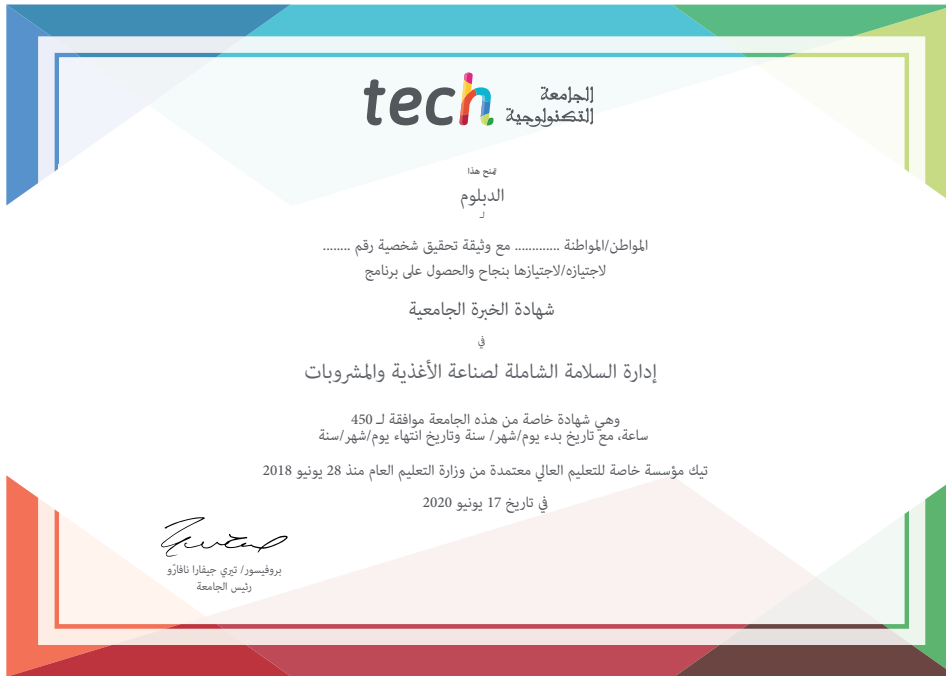 tech الجامعة
التكنولوجية
يمنح هذا
الدبلوم
لـ
المواطن/المواطنة ............ مع وثيقة تحقيق شخصية رقم ........
لاجتيازه/لاجتيازها بنجاح والحصول على برنامج
شهادة الخبرة الجامعية
في
إدارة السلامة الشاملة لصناعة الأغذية والمشروبات
وهي شهادة خاصة من هذه الجامعة موافقة لـ 450
ساعة، مع تاريخ بدء يوم/شهر/ سنة وتاريخ انتهاء يوم/شهر/سنة
تيك مؤسسة خاصة للتعليم العالي معتمدة من وزارة التعليم العام منذ 28 يونيو 2018
في تاريخ 17 يونيو 2020
بروفيسور/ تيري جيفارا نافارّو
رئيس الجامعة